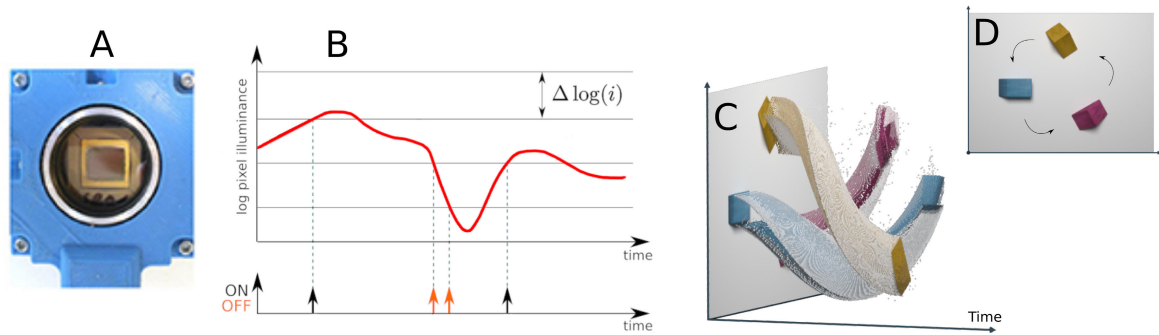 A
B
log pixel illuminance
Δ log(i)
time
ON
OFF
time
C
Time
D